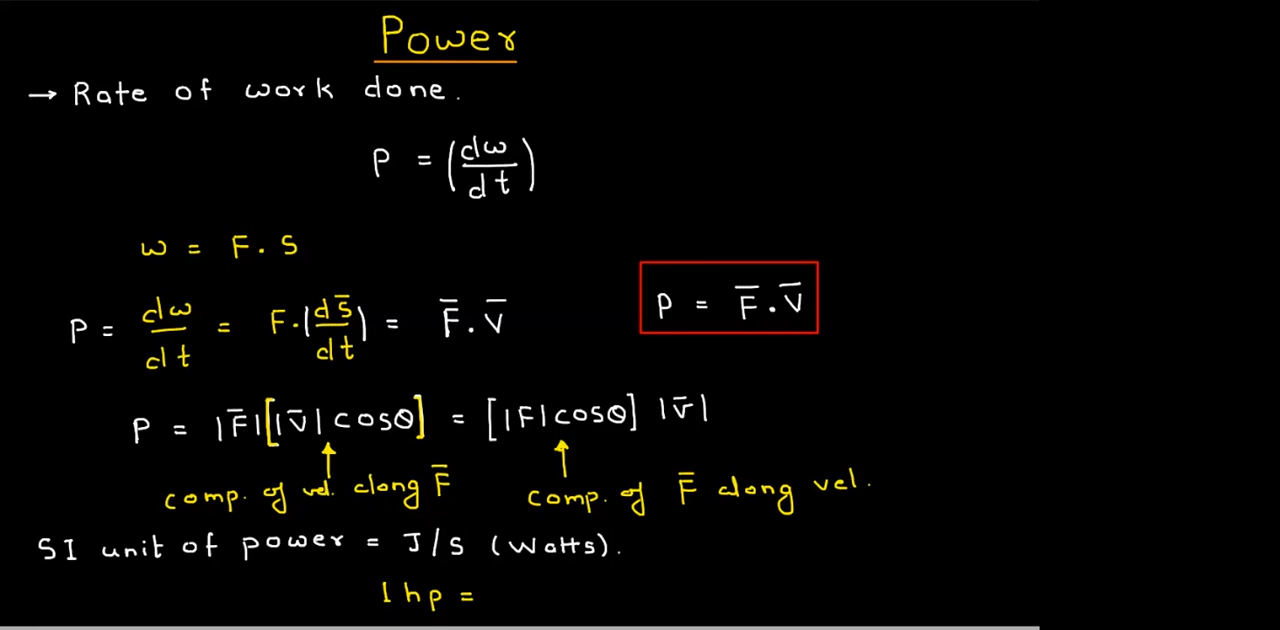 Power
→ Rate of work done.
P = (dω/dt)
ω = F . S
P = dω/dt = F.(ds̄/dt) = F̄ . V̄
P = F̄ . V̄
P = |F̄|[|V̄| cosθ] = [|F| cosθ] |v̄|
comp. of vel. along F̄
comp. of F̄ along vel.
SI unit of power = J/s (Watts).
1 hp =